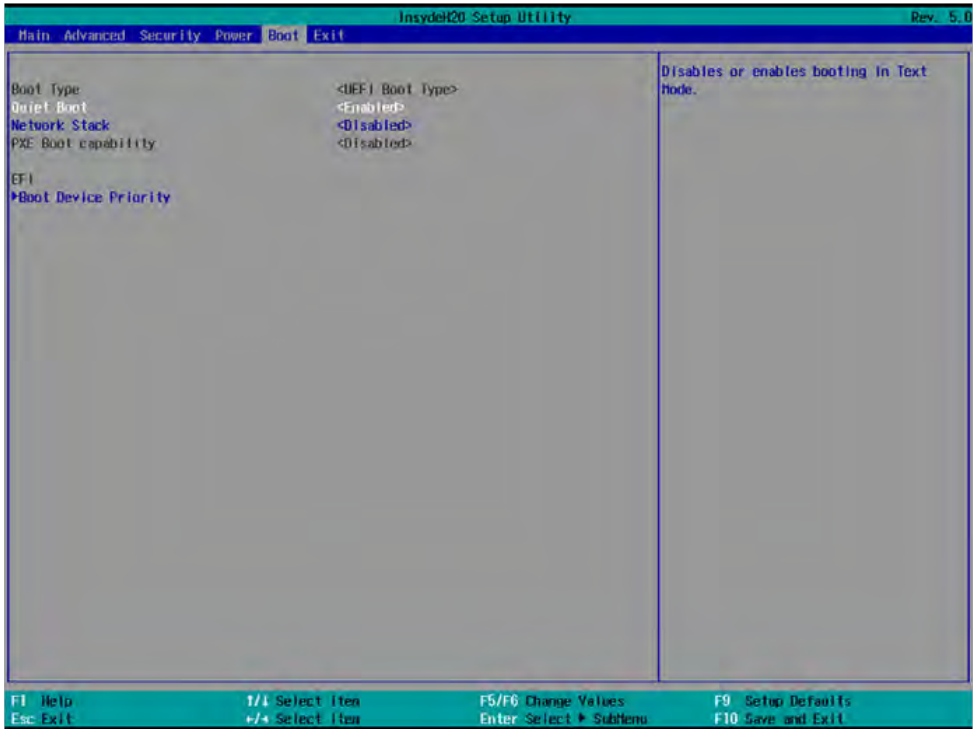 InsydeH20 Setup Utility Rev. 5.0
Main Advanced Security Power Boot Exit
Boot Type <UEFI Boot Type>
Quiet Boot <Enabled>
Network Stack <Disabled>
PXE Boot capability <Disabled>
EFI
▶Boot Device Priority
Disables or enables booting in Text
Mode.
F1 Help ↑/↓ Select Item F5/F6 Change Values F9 Setup Defaults
Esc Exit ←/→ Select Item Enter Select ▶ SubMenu F10 Save and Exit